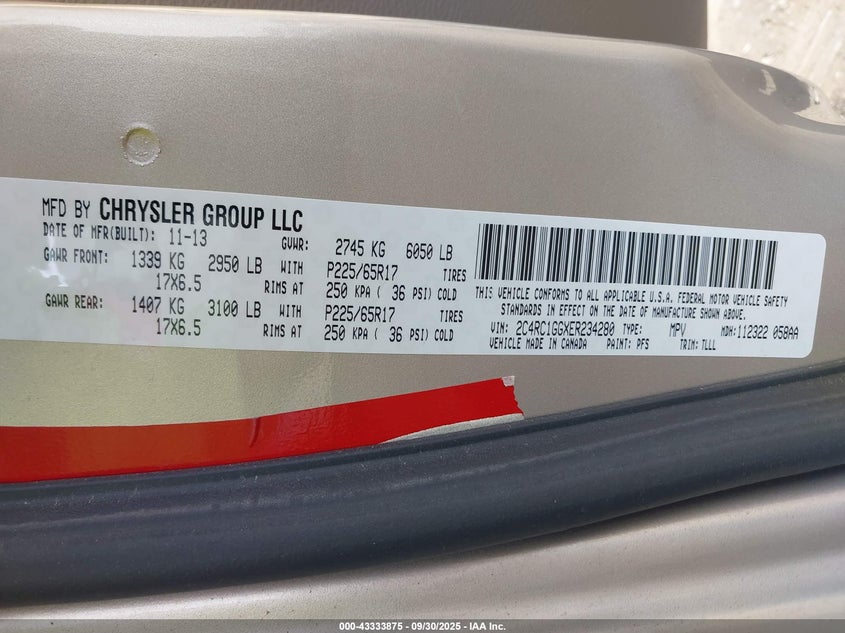 MFD BY CHRYSLER GROUP LLC
DATE OF MFR(BUILT): 11-13 GVWR: 2745 KG 6050 LB
GAWR FRONT: 1339 KG 2950 LB WITH P225/65R17 TIRES
17X6.5 RIMS AT 250 KPA ( 36 PSI) COLD
GAWR REAR: 1407 KG 3100 LB WITH P225/65R17 TIRES
17X6.5 RIMS AT 250 KPA ( 36 PSI) COLD
THIS VEHICLE CONFORMS TO ALL APPLICABLE U.S.A. FEDERAL MOTOR VEHICLE SAFETY
STANDARDS IN EFFECT ON THE DATE OF MANUFACTURE SHOWN ABOVE.
VIN: 2C4RC1GGXER234280 TYPE: MPV MDH: 112322 058AA
VEHICLE MADE IN CANADA PAINT: PFS TRIM: TLLL
000-43333875 - 09/30/2025 - IAA Inc.